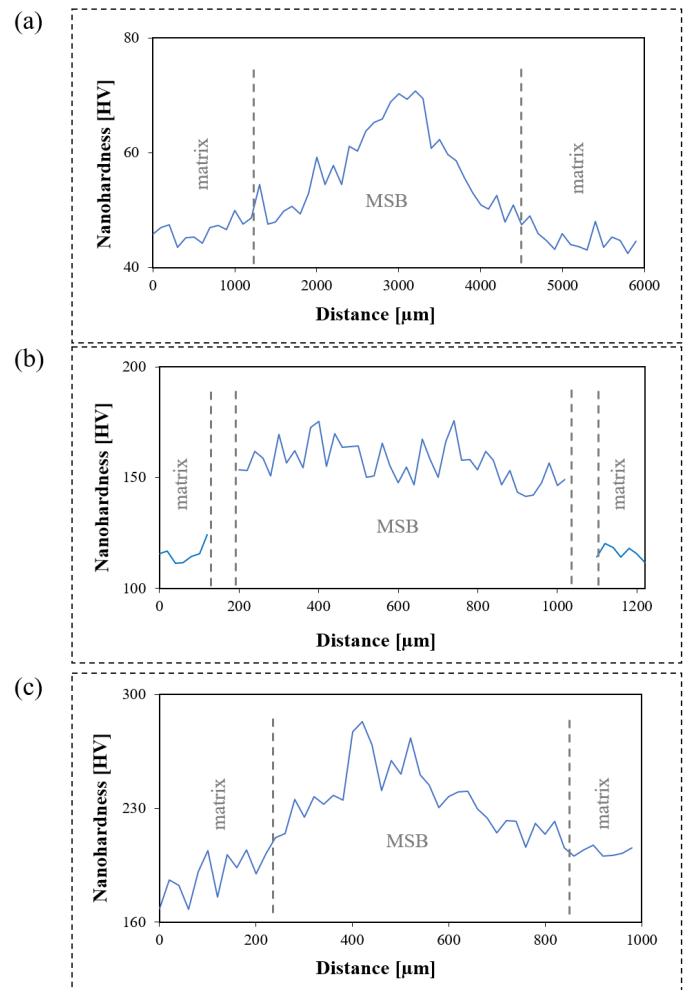 (a)
Nanohardness [HV]
80
60
40
matrix
MSB
matrix
0 1000 2000 3000 4000 5000 6000
Distance [µm]
(b)
Nanohardness [HV]
200
150
100
matrix
MSB
matrix
0 200 400 600 800 1000 1200
Distance [µm]
(c)
Nanohardness [HV]
300
230
160
matrix
MSB
matrix
0 200 400 600 800 1000
Distance [µm]